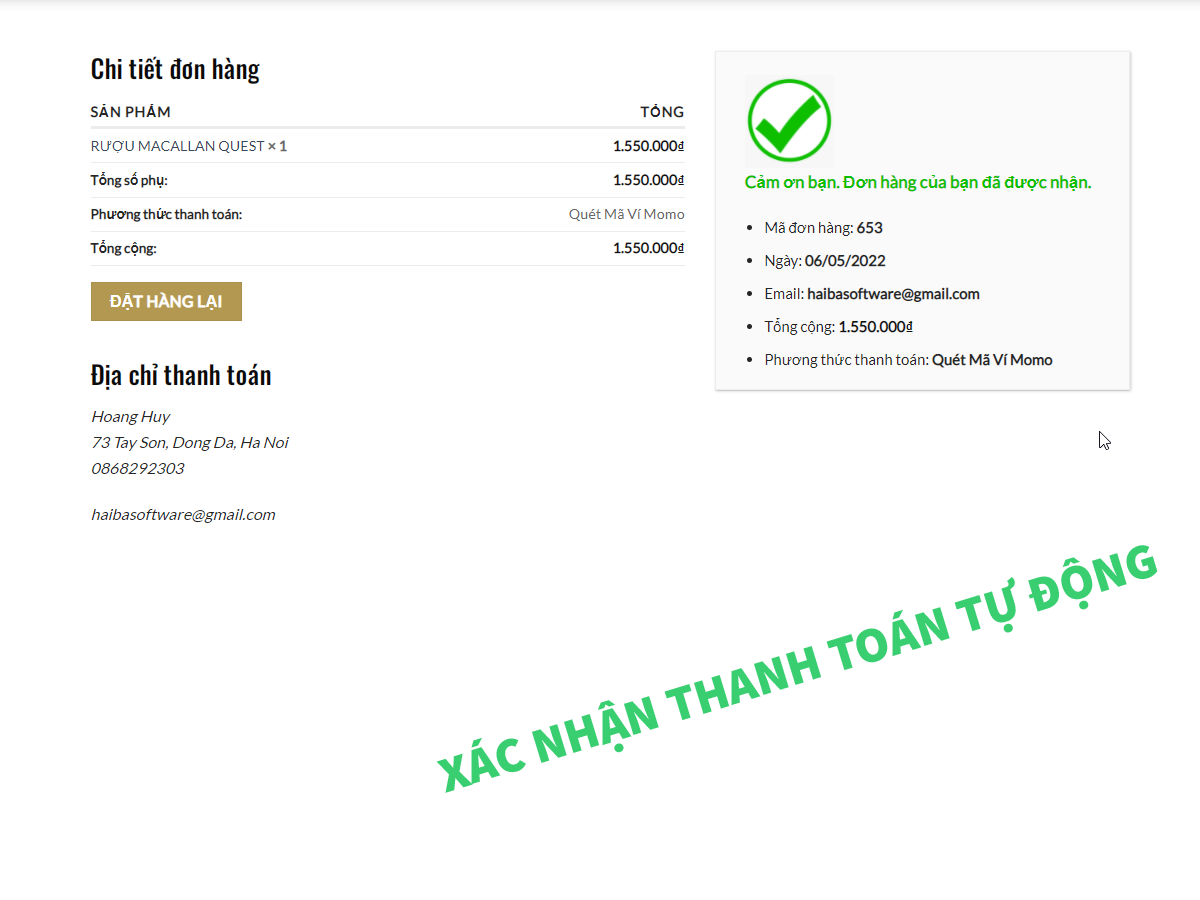 Chi tiết đơn hàng
SẢN PHẨM TỔNG
RƯỢU MACALLAN QUEST × 1 1.550.000₫
Tổng số phụ: 1.550.000₫
Phương thức thanh toán: Quét Mã Ví Momo
Tổng cộng: 1.550.000₫
ĐẶT HÀNG LẠI
Địa chỉ thanh toán
Hoang Huy
73 Tay Son, Dong Da, Ha Noi
0868292303
haibasoftware@gmail.com
Cảm ơn bạn. Đơn hàng của bạn đã được nhận.
Mã đơn hàng: 653
Ngày: 06/05/2022
Email: haibasoftware@gmail.com
Tổng cộng: 1.550.000₫
Phương thức thanh toán: Quét Mã Ví Momo
XÁC NHẬN THANH TOÁN TỰ ĐỘNG